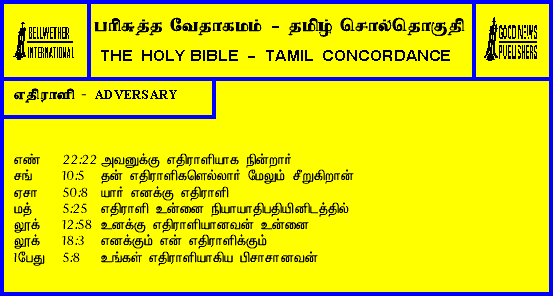 BELLWETHER
INTERNATIONAL
பரிசுத்த வேதாகமம் - தமிழ் சொல்தொகுதி
THE HOLY BIBLE - TAMIL CONCORDANCE
GOOD NEWS
PUBLISHERS
எதிராளி - ADVERSARY
எண் 22:22 அவனுக்கு எதிராளியாக நின்றார்
சங் 10:5 தன் எதிராளிகளெல்லார் மேலும் சீறுகிறான்
ஏசா 50:8 யார் எனக்கு எதிராளி
மத் 5:25 எதிராளி உன்னை நியாயாதிபதியினிடத்தில்
லூக் 12:58 உனக்கு எதிராளியானவன் உன்னை
லூக் 18:3 எனக்கும் என் எதிராளிக்கும்
1பேது 5:8 உங்கள் எதிராளியாகிய பிசாசானவன்